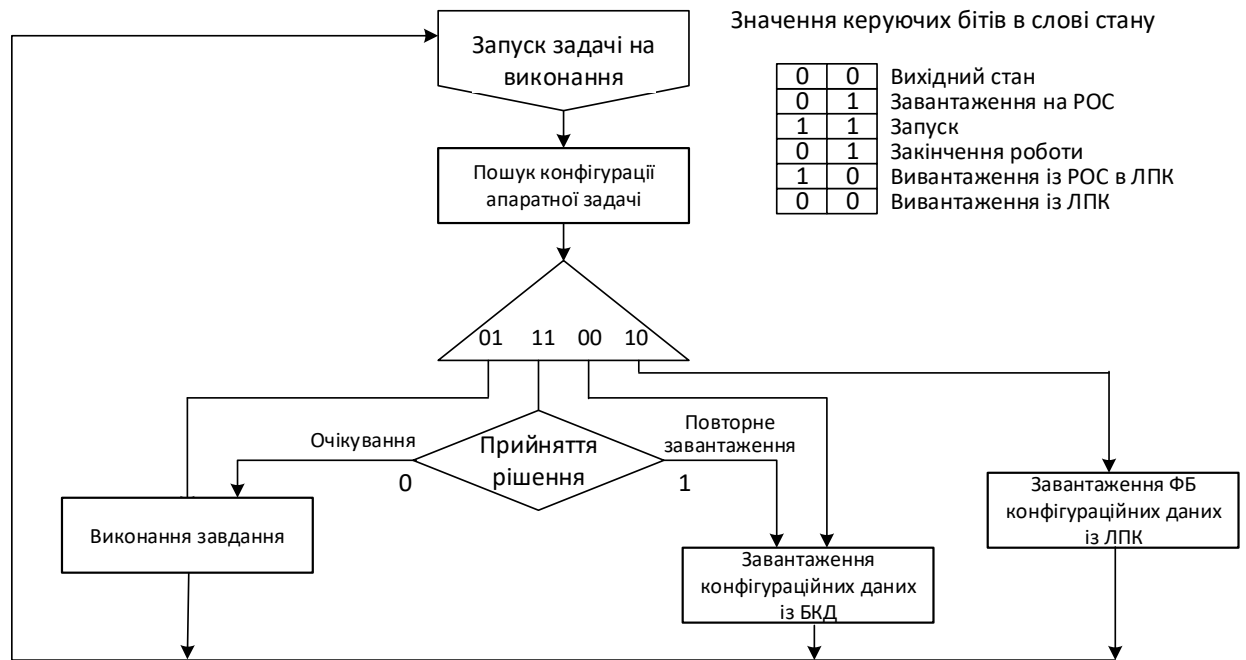 Значення керуючих бітів в слові стану
Запуск задачі на
виконання
0 0 Вихідний стан
0 1 Завантаження на РОС
1 1 Запуск
0 1 Закінчення роботи
1 0 Вивантаження із РОС в ЛПК
0 0 Вивантаження із ЛПК
Пошук конфігурації
апаратної задачі
01 11 00 10
Очікування
0
Прийняття
рішення
Повторне
завантаження
1
Виконання завдання
Завантаження
конфігураційних даних
із БКД
Завантаження ФБ
конфігураційних даних
із ЛПК